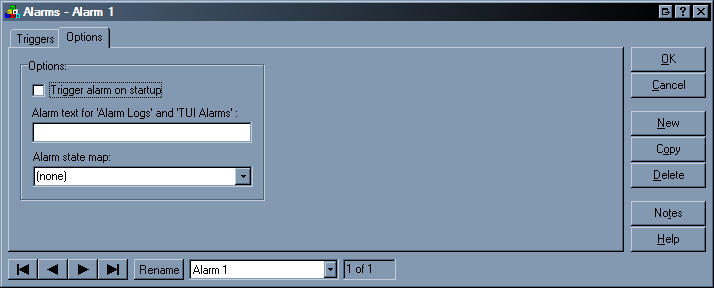 Alarms - Alarm 1
Triggers Options
Options:
Trigger alarm on startup
Alarm text for 'Alarm Logs' and 'TUI Alarms' :
Alarm state map:
(none)
OK
Cancel
New
Copy
Delete
Notes
Help
Rename Alarm 1 1 of 1